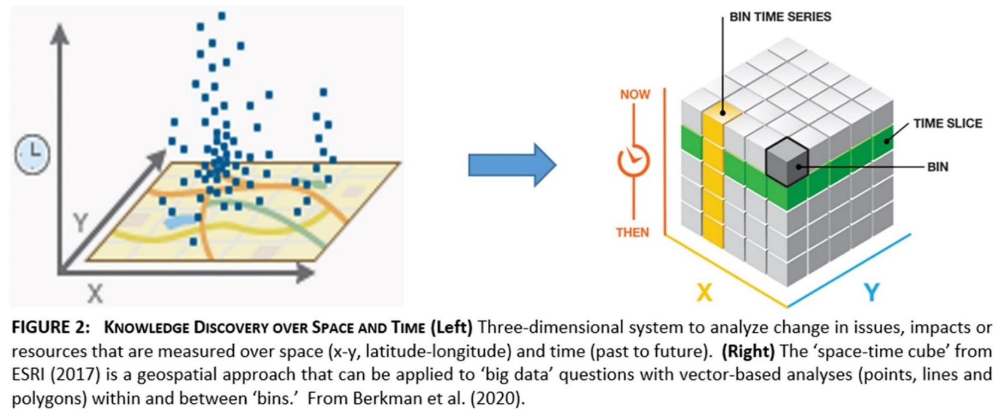 Y
X
BIN TIME SERIES
NOW
THEN
TIME SLICE
BIN
X
Y
FIGURE 2: KNOWLEDGE DISCOVERY OVER SPACE AND TIME (Left) Three-dimensional system to analyze change in issues, impacts or
resources that are measured over space (x-y, latitude-longitude) and time (past to future). (Right) The ‘space-time cube’ from
ESRI (2017) is a geospatial approach that can be applied to ‘big data’ questions with vector-based analyses (points, lines and
polygons) within and between ‘bins.’ From Berkman et al. (2020).